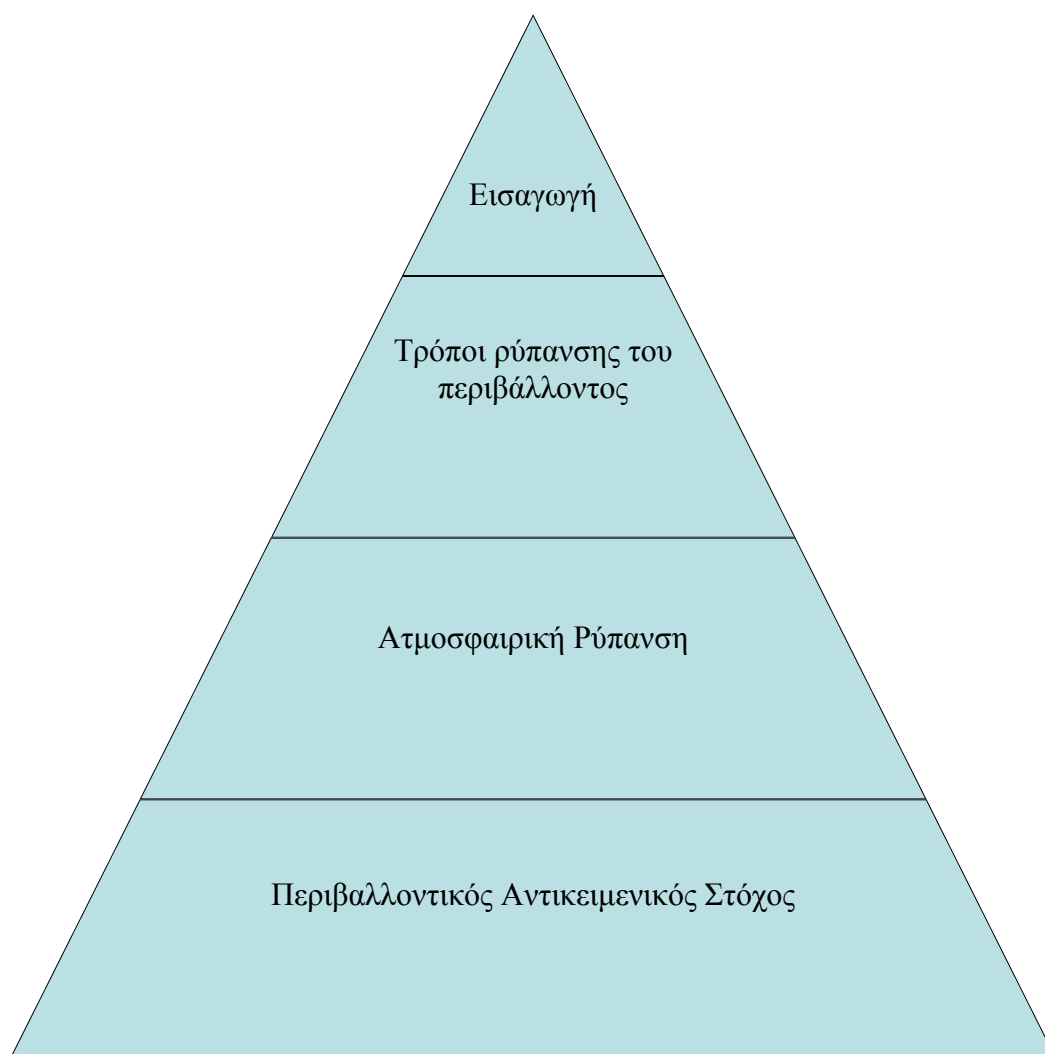 Εισαγωγή
Τρόποι ρύπανσης του
περιβάλλοντος
Ατμοσφαιρική Ρύπανση
Περιβαλλοντικός Αντικειμενικός Στόχος